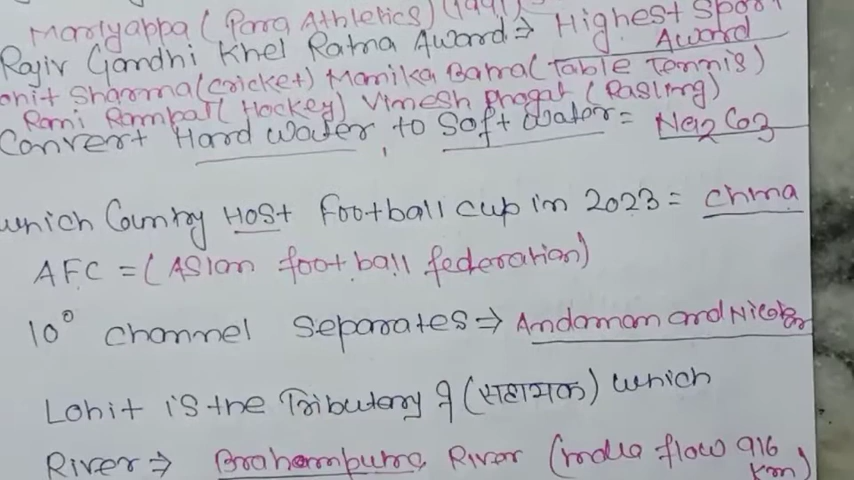 Mariyappa (Para Athletics) (1991)
Rajiv Gandhi Khel Ratna Award ⇒ Highest Sport
Award
ohit Sharma (cricket) Manika Batra (Table Tennis)
Rani Rampal (Hockey) Vinesh Phogat (Rasling)
Convert Hard water to Soft water = Na2Co3
which Country HOSt football cup in 2023 = china
AFC = (Asian football federation)
10° channel separates ⇒ Andaman and Nicobar
Lohit is the Tributary of (सहायक) which
River ⇒ Brahamputra River (India flow 916
Km)